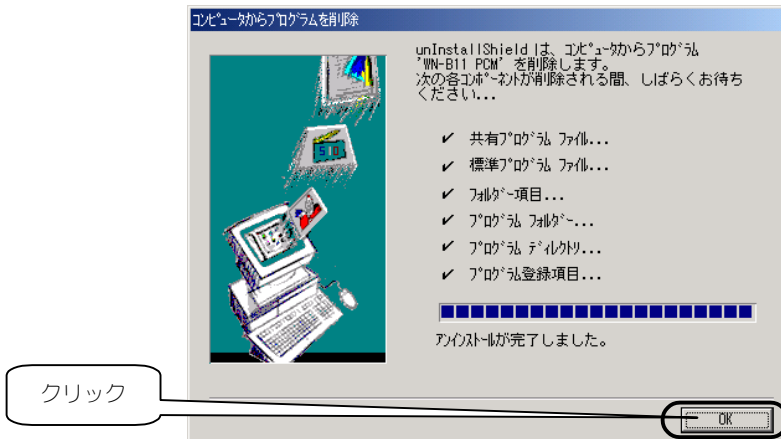 コンピュータからプログラムを削除
unInstallShield は、コンピュータからプログラム
'WN-B11 PCM' を削除します。
次の各コンポーネントが削除される間、しばらくお待ち
ください...
✔ 共有プログラム ファイル...
✔ 標準プログラム ファイル...
✔ フォルダー項目...
✔ プログラム フォルダー...
✔ プログラム ディレクトリ...
✔ プログラム登録項目...
アンインストールが完了しました。
クリック
OK